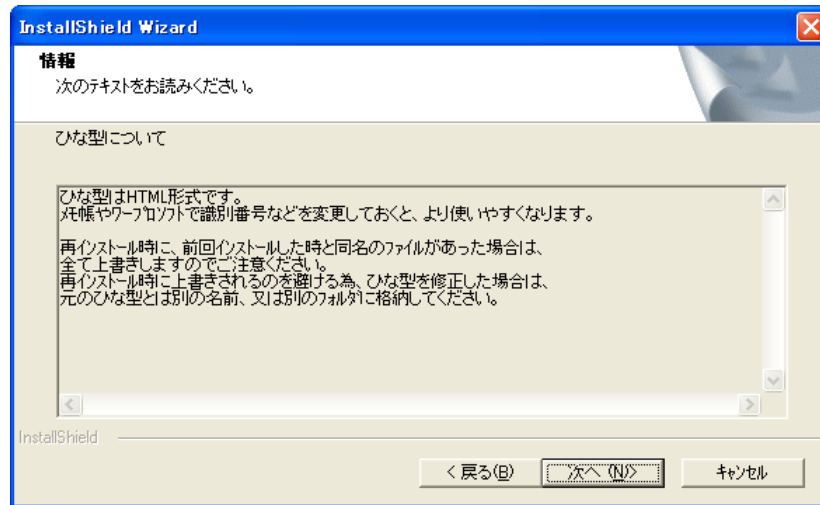 InstallShield Wizard
情報
次のテキストをお読みください。
ひな型について
ひな型はHTML形式です。
メモ帳やワープロソフトで識別番号などを変更しておくと、より使いやすくなります。
再インストール時に、前回インストールした時と同名のファイルがあった場合は、
全て上書きしますのでご注意ください。
再インストール時に上書きされるのを避ける為、ひな型を修正した場合は、
元のひな型とは別の名前、又は別のフォルダに格納してください。
InstallShield
< 戻る(B)
次へ (N)>
キャンセル